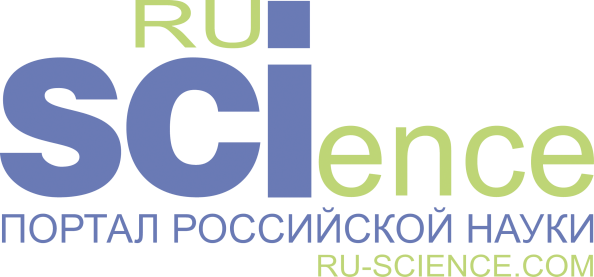 RU
science
ПОРТАЛ РОССИЙСКОЙ НАУКИ
RU-SCIENCE.COM